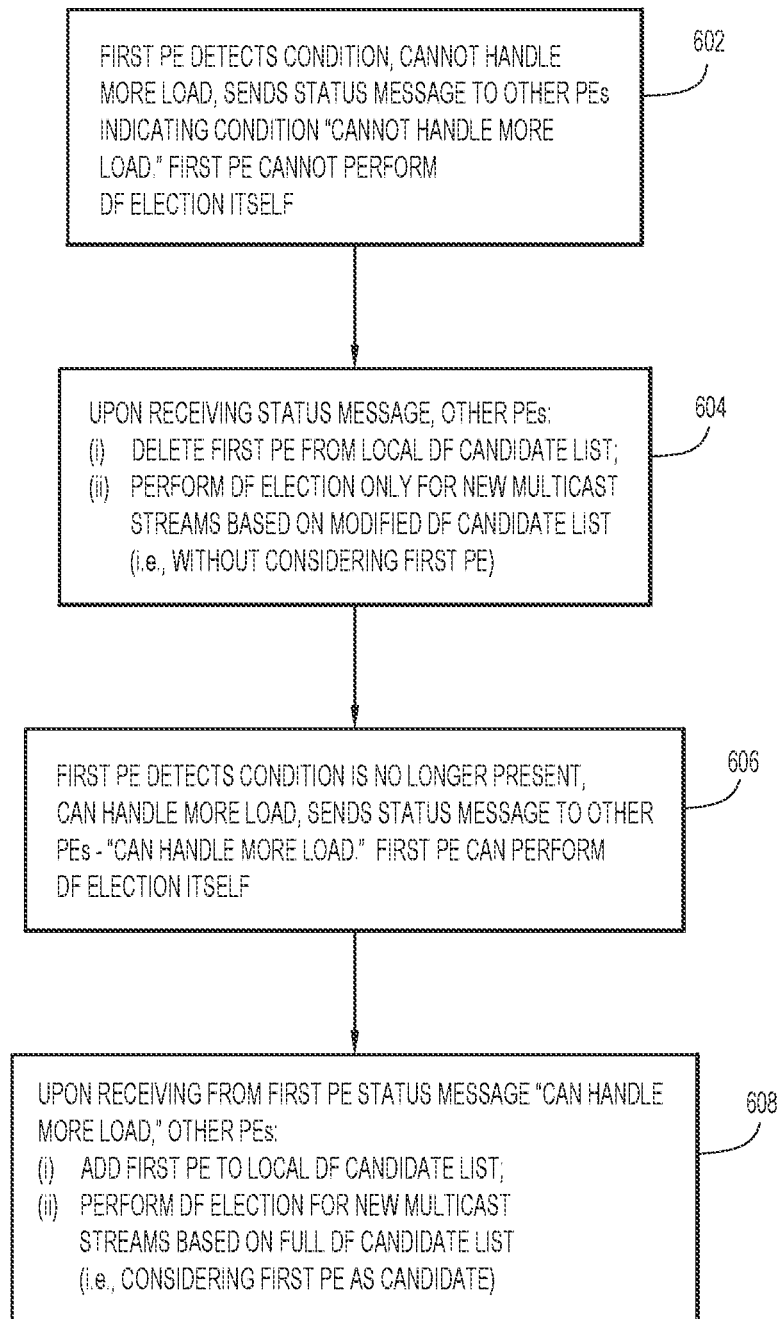 FIRST PE DETECTS CONDITION, CANNOT HANDLE
MORE LOAD, SENDS STATUS MESSAGE TO OTHER PEs
INDICATING CONDITION "CANNOT HANDLE MORE
LOAD." FIRST PE CANNOT PERFORM
DF ELECTION ITSELF
602
UPON RECEIVING STATUS MESSAGE, OTHER PEs:
(i) DELETE FIRST PE FROM LOCAL DF CANDIDATE LIST;
(ii) PERFORM DF ELECTION ONLY FOR NEW MULTICAST
STREAMS BASED ON MODIFIED DF CANDIDATE LIST
(i.e., WITHOUT CONSIDERING FIRST PE)
604
FIRST PE DETECTS CONDITION IS NO LONGER PRESENT,
CAN HANDLE MORE LOAD, SENDS STATUS MESSAGE TO OTHER
PEs - "CAN HANDLE MORE LOAD." FIRST PE CAN PERFORM
DF ELECTION ITSELF
606
UPON RECEIVING FROM FIRST PE STATUS MESSAGE "CAN HANDLE
MORE LOAD," OTHER PEs:
(i) ADD FIRST PE TO LOCAL DF CANDIDATE LIST;
(ii) PERFORM DF ELECTION FOR NEW MULTICAST
STREAMS BASED ON FULL DF CANDIDATE LIST
(i.e., CONSIDERING FIRST PE AS CANDIDATE)
608